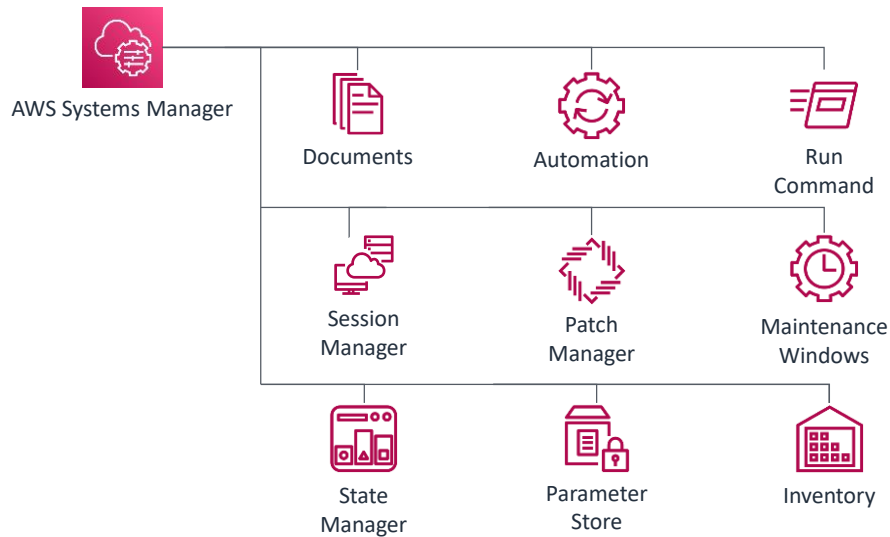 AWS Systems Manager
Documents
Automation
Run
Command
Session
Manager
Patch
Manager
Maintenance
Windows
State
Manager
Parameter
Store
Inventory